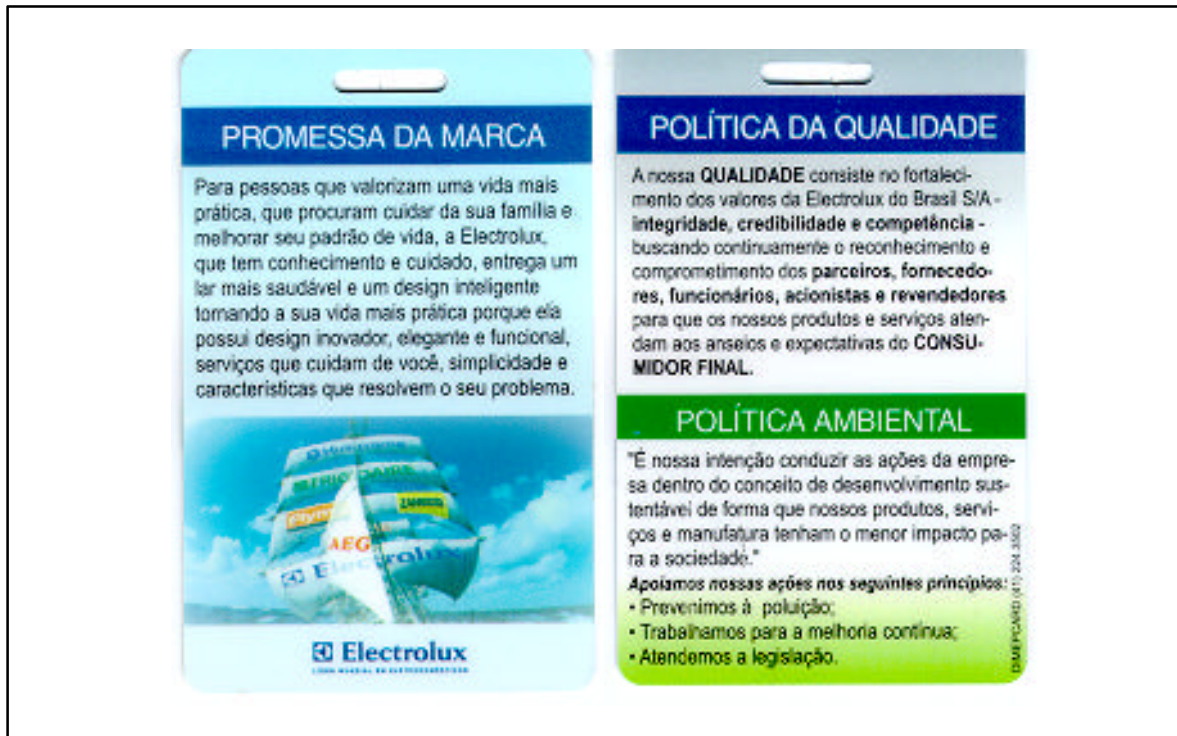 PROMESSA DA MARCA
Para pessoas que valorizam uma vida mais
prática, que procuram cuidar da sua família e
melhorar seu padrão de vida, a Electrolux,
que tem conhecimento e cuidado, entrega um
lar mais saudável e um design inteligente
tornando a sua vida mais prática porque ela
possui design inovador, elegante e funcional,
serviços que cuidam de você, simplicidade e
características que resolvem o seu problema.
FRIGIDAIRE
ZANUSSI
AEG
Electrolux
Electrolux
POLÍTICA DA QUALIDADE
A nossa QUALIDADE consiste no fortaleci-
mento dos valores da Electrolux do Brasil S/A -
integridade, credibilidade e competência -
buscando continuamente o reconhecimento e
comprometimento dos parceiros, fornecedo-
res, funcionários, acionistas e revendedores
para que os nossos produtos e serviços aten-
dam aos anseios e expectativas do CONSU-
MIDOR FINAL.
POLÍTICA AMBIENTAL
"É nossa intenção conduzir as ações da empre-
sa dentro do conceito de desenvolvimento sus-
tentável de forma que nossos produtos, servi-
ços e manufatura tenham o menor impacto pa-
ra a sociedade."
Apoiamos nossas ações nos seguintes princípios:
• Prevenimos à poluição;
• Trabalhamos para a melhoria contínua;
• Atendemos a legislação.
DIMEPCARD (41) 224.3302